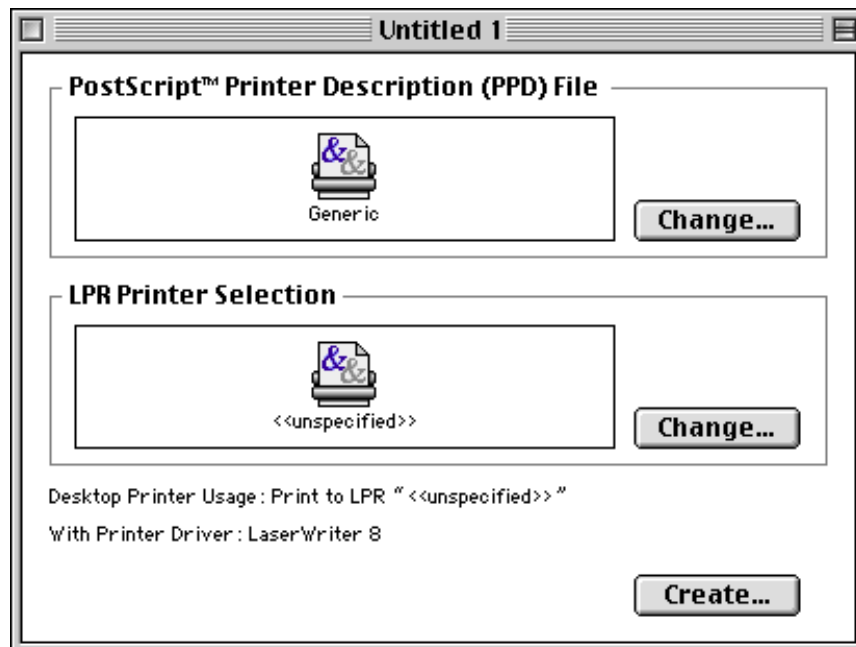 Untitled 1
PostScript™ Printer Description (PPD) File
&&
Generic
Change...
LPR Printer Selection
&&
<<unspecified>>
Change...
Desktop Printer Usage : Print to LPR “<<unspecified>>”
With Printer Driver : LaserWriter 8
Create...